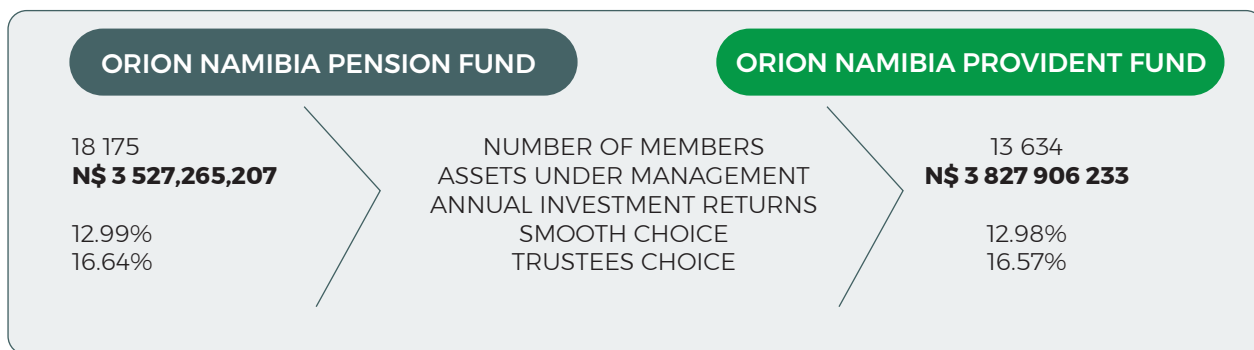 ORION NAMIBIA PENSION FUND
ORION NAMIBIA PROVIDENT FUND
18 175 NUMBER OF MEMBERS 13 634
N$ 3 527,265,207 ASSETS UNDER MANAGEMENT N$ 3 827 906 233
ANNUAL INVESTMENT RETURNS
12.99% SMOOTH CHOICE 12.98%
16.64% TRUSTEES CHOICE 16.57%